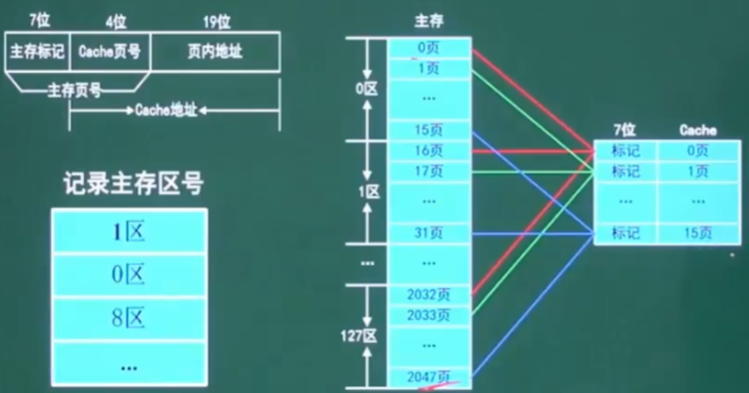 7位 4位 19位
主存标记 Cache页号 页内地址
主存页号
Cache地址
记录主存区号
1区
0区
8区
...
主存
0页
1页
...
15页
16页
17页
...
31页
...
2032页
2033页
...
2047页
0区
1区
...
127区
7位 Cache
标记 0页
标记 1页
... ...
标记 15页